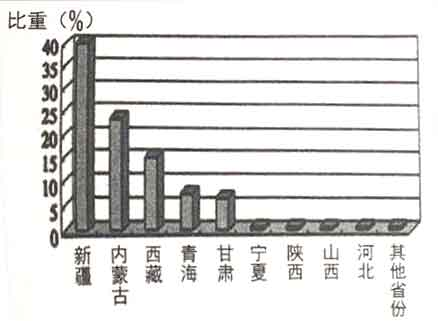 比重（%）
40
35
30
25
20
15
10
5
0
新疆
内蒙古
西藏
青海
甘肃
宁夏
陕西
山西
河北
其他省份